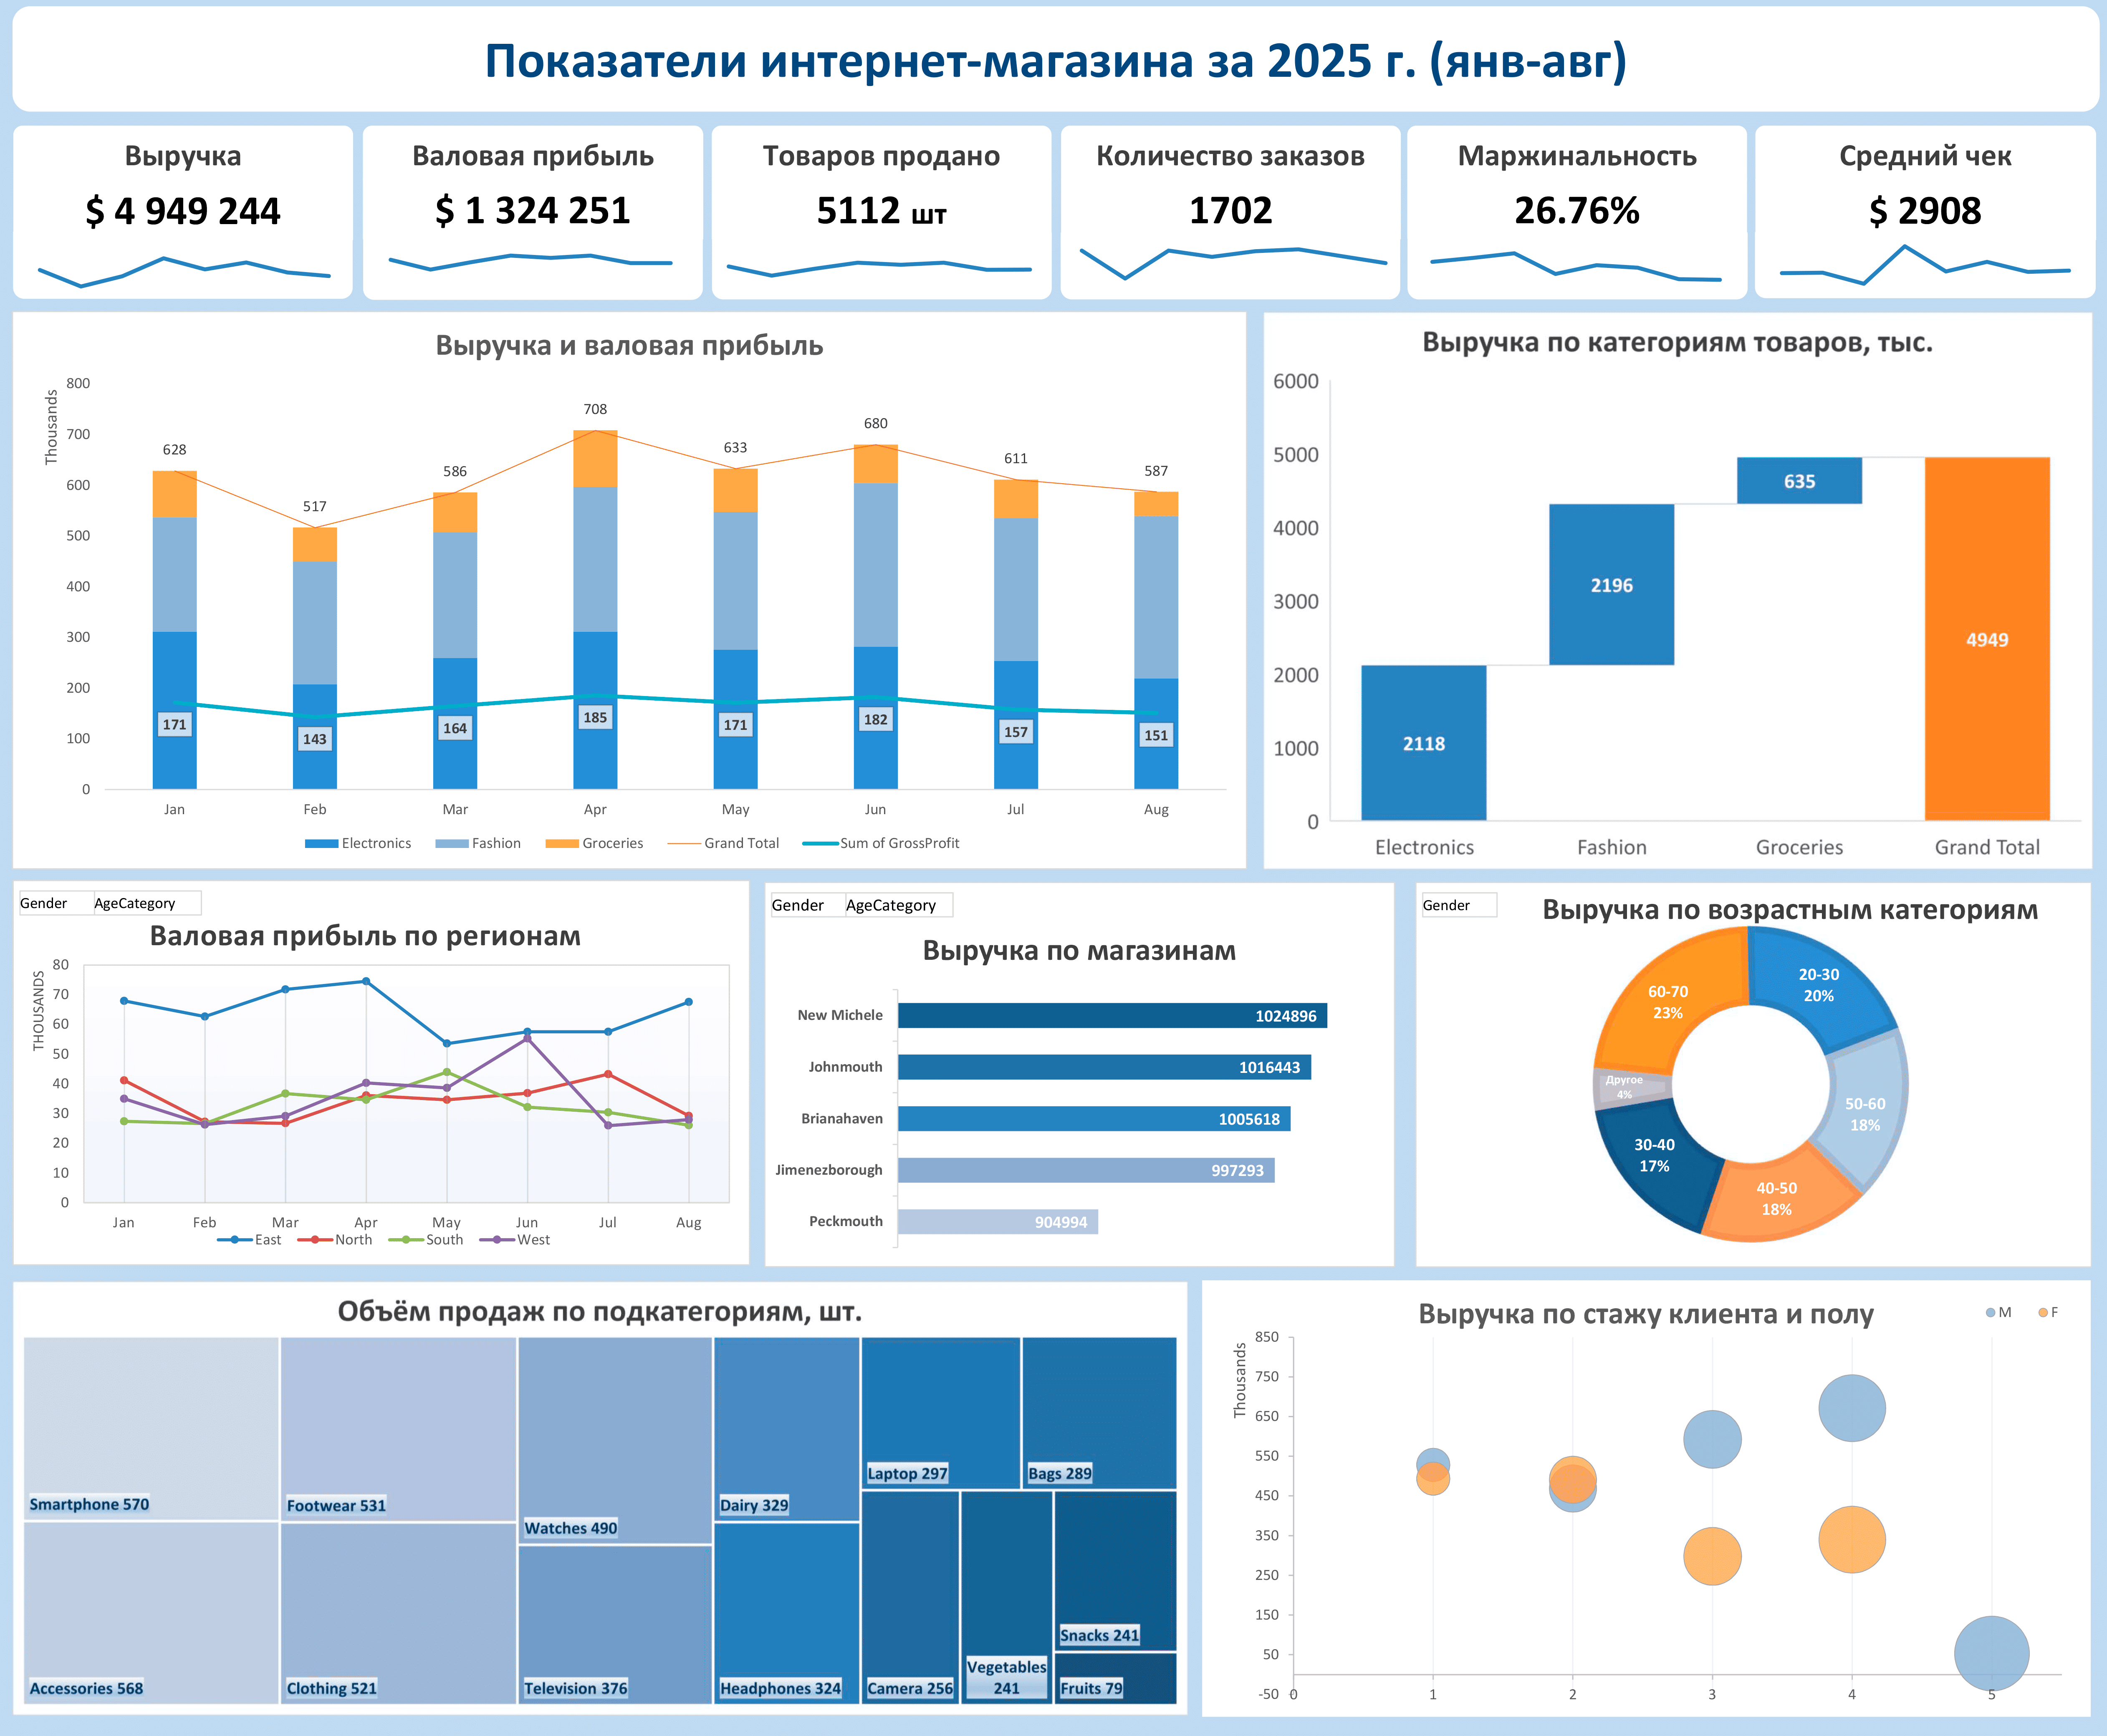 Показатели интернет-магазина за 2025 г. (янв-авг)
Выручка
$ 4 949 244
Валовая прибыль
$ 1 324 251
Товаров продано
5112 шт
Количество заказов
1702
Маржинальность
26.76%
Средний чек
$ 2908
Выручка и валовая прибыль
Thousands
800
700
600
500
400
300
200
100
0
628
517
586
708
633
680
611
587
171
143
164
185
171
182
157
151
Jan Feb Mar Apr May Jun Jul Aug
Electronics Fashion Groceries Grand Total Sum of GrossProfit
Выручка по категориям товаров, тыс.
6000
5000
4000
3000
2000
1000
0
2118
2196
635
4949
Electronics Fashion Groceries Grand Total
Gender AgeCategory
Валовая прибыль по регионам
THOUSANDS
80
70
60
50
40
30
20
10
0
Jan Feb Mar Apr May Jun Jul Aug
East North South West
Gender AgeCategory
Выручка по магазинам
New Michele 1024896
Johnmouth 1016443
Brianahaven 1005618
Jimenezborough 997293
Peckmouth 904994
Gender
Выручка по возрастным категориям
20-30
20%
50-60
18%
40-50
18%
30-40
17%
Другое
4%
60-70
23%
Объём продаж по подкатегориям, шт.
Smartphone 570
Accessories 568
Footwear 531
Clothing 521
Watches 490
Television 376
Dairy 329
Headphones 324
Laptop 297
Bags 289
Camera 256
Vegetables
241
Snacks 241
Fruits 79
Выручка по стажу клиента и полу
M F
Thousands
850
750
650
550
450
350
250
150
50
-50
0 1 2 3 4 5